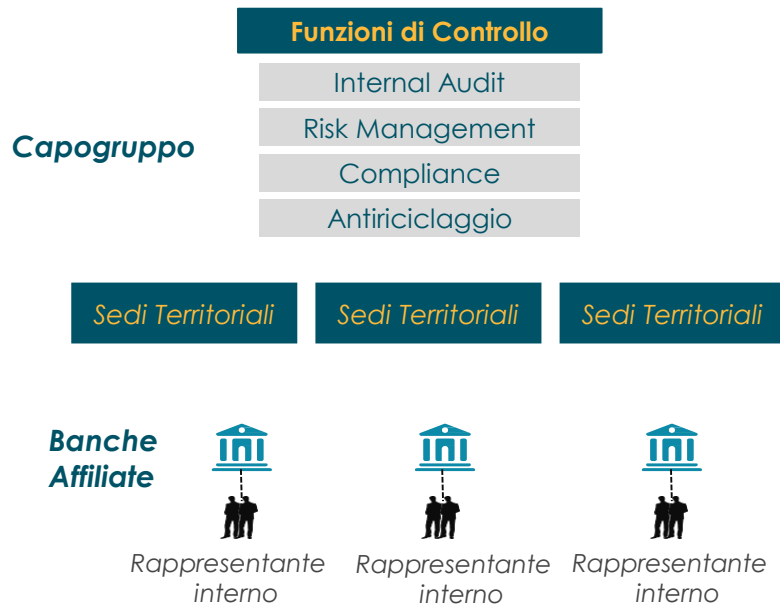 Funzioni di Controllo
Internal Audit
Risk Management
Capogruppo
Compliance
Antiriciclaggio
Sedi Territoriali
Sedi Territoriali
Sedi Territoriali
Banche
Affiliate
Rappresentante
interno
Rappresentante
interno
Rappresentante
interno